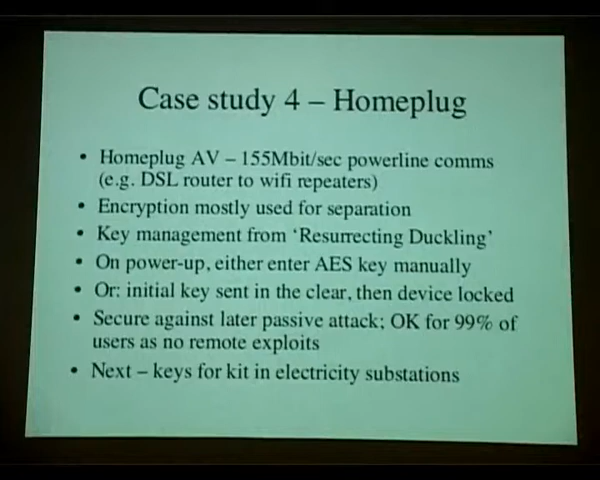 Case study 4 – Homeplug
• Homeplug AV – 155Mbit/sec powerline comms
(e.g. DSL router to wifi repeaters)
• Encryption mostly used for separation
• Key management from ‘Resurrecting Duckling’
• On power-up, either enter AES key manually
• Or: initial key sent in the clear, then device locked
• Secure against later passive attack; OK for 99% of
users as no remote exploits
• Next – keys for kit in electricity substations